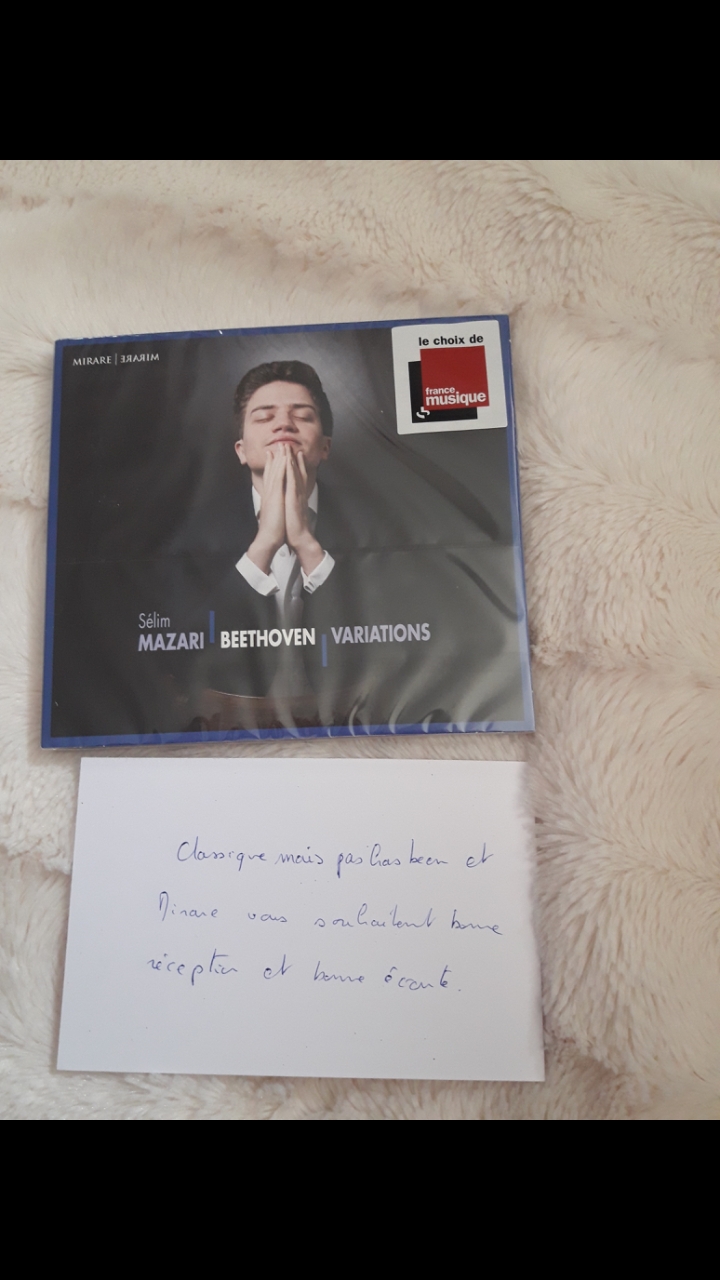 MIRARE | MIRARE
le choix de
france
musique
Sélim
MAZARI | BEETHOVEN | VARIATIONS
Classique mais pas "has been et
Mirare vous souhaitent bonne
réception et bonne écoute.